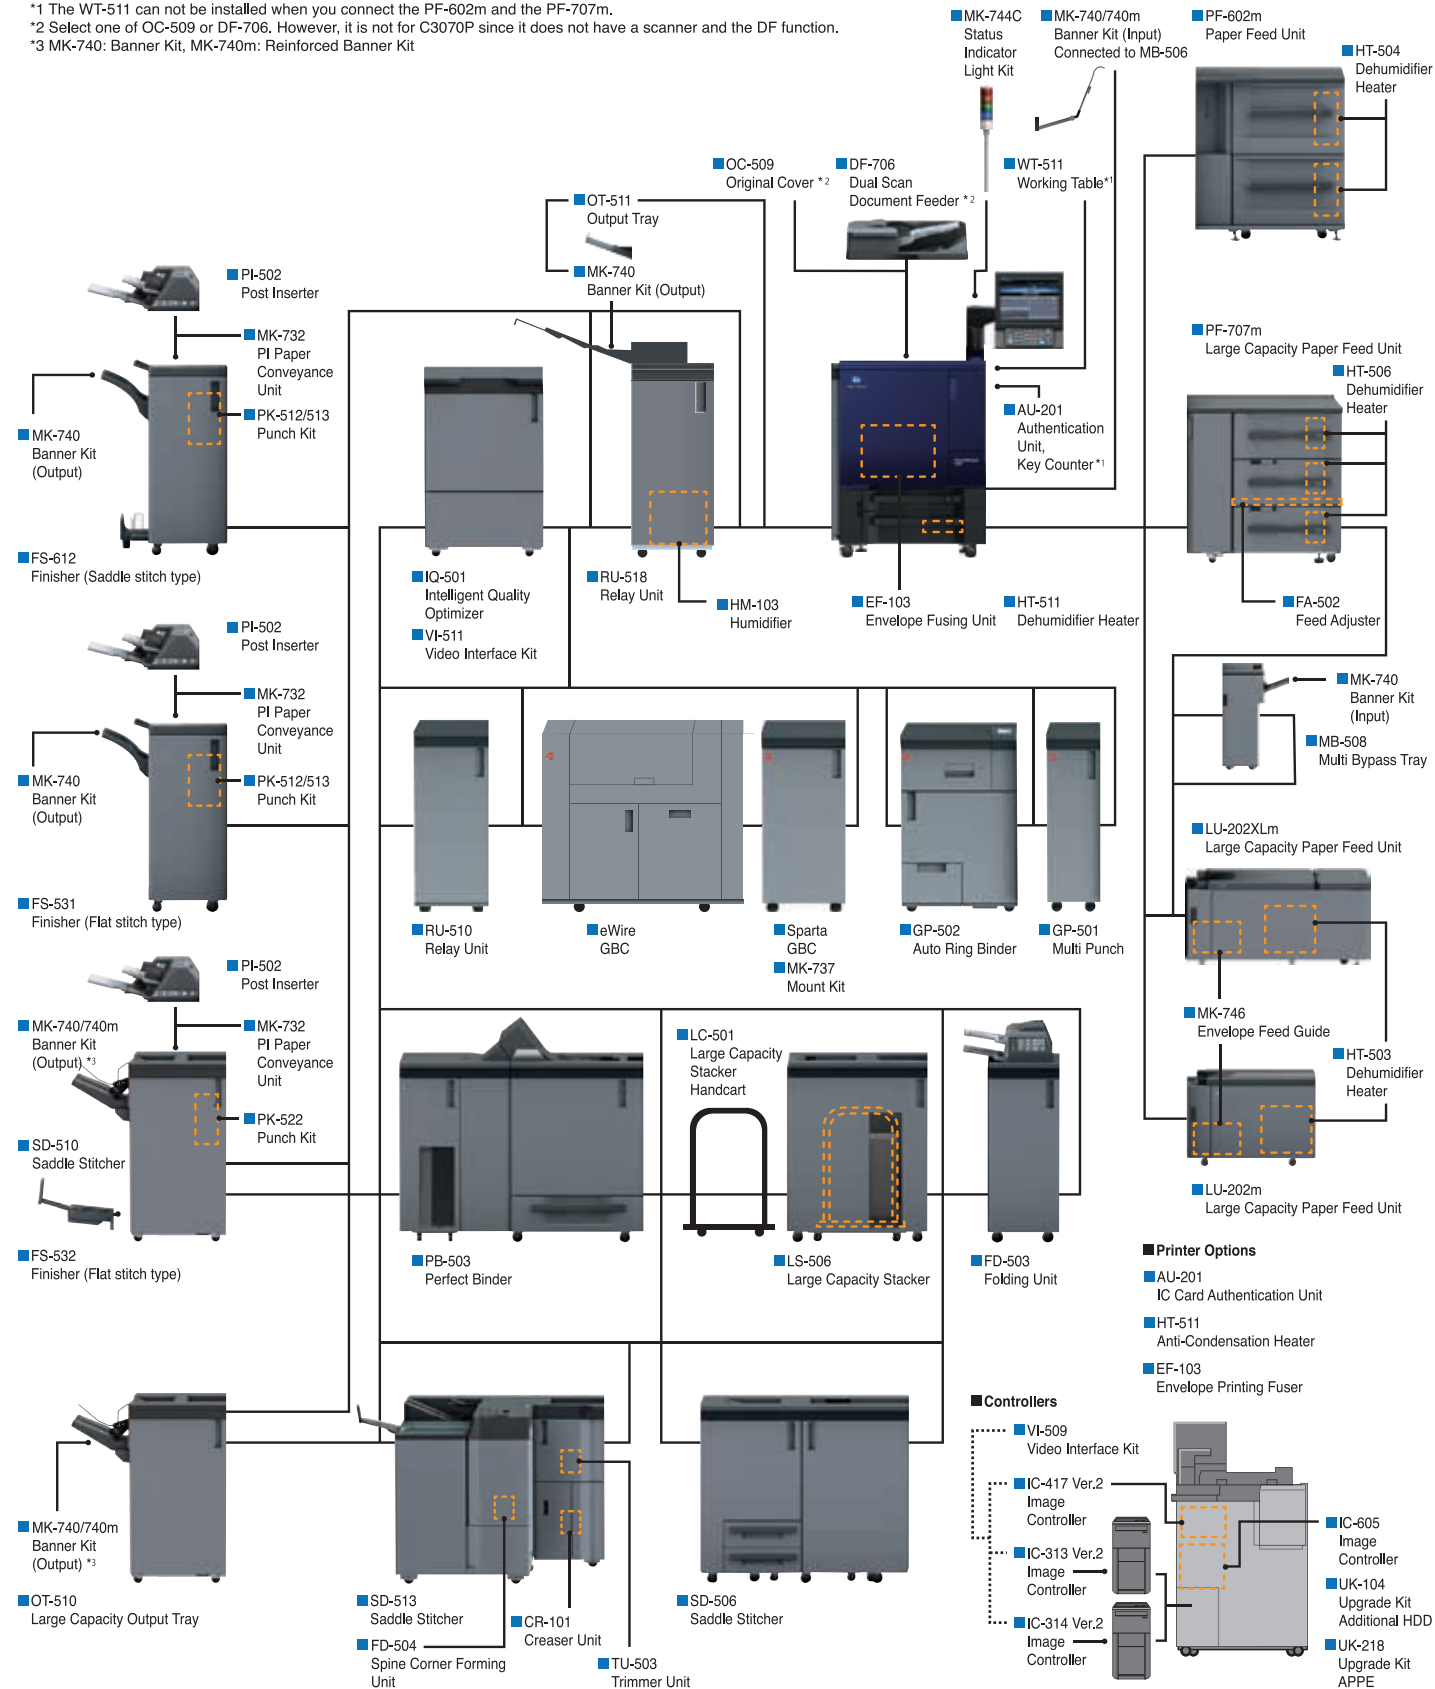 *1 The WT-511 can not be installed when you connect the PF-602m and the PF-707m.
*2 Select one of OC-509 or DF-706. However, it is not for C3070P since it does not have a scanner and the DF function.
*3 MK-740: Banner Kit, MK-740m: Reinforced Banner Kit
MK-744C
Status
Indicator
Light Kit
MK-740/740m
Banner Kit (Input)
Connected to MB-506
PF-602m
Paper Feed Unit
HT-504
Dehumidifier
Heater
OC-509
Original Cover *2
DF-706
Dual Scan
Document Feeder *2
WT-511
Working Table*1
OT-511
Output Tray
MK-740
Banner Kit (Output)
PI-502
Post Inserter
MK-732
PI Paper
Conveyance
Unit
PK-512/513
Punch Kit
MK-740
Banner Kit
(Output)
FS-612
Finisher (Saddle stitch type)
PF-707m
Large Capacity Paper Feed Unit
HT-506
Dehumidifier
Heater
AU-201
Authentication
Unit,
Key Counter*1
IQ-501
Intelligent Quality
Optimizer
VI-511
Video Interface Kit
RU-518
Relay Unit
HM-103
Humidifier
EF-103
Envelope Fusing Unit
HT-511
Dehumidifier Heater
FA-502
Feed Adjuster
PI-502
Post Inserter
MK-732
PI Paper
Conveyance
Unit
PK-512/513
Punch Kit
MK-740
Banner Kit
(Output)
FS-531
Finisher (Flat stitch type)
MK-740
Banner Kit
(Input)
MB-508
Multi Bypass Tray
LU-202XLm
Large Capacity Paper Feed Unit
RU-510
Relay Unit
eWire
GBC
Sparta
GBC
MK-737
Mount Kit
GP-502
Auto Ring Binder
GP-501
Multi Punch
PI-502
Post Inserter
MK-740/740m
Banner Kit
(Output) *3
MK-732
PI Paper
Conveyance
Unit
PK-522
Punch Kit
SD-510
Saddle Stitcher
FS-532
Finisher (Flat stitch type)
LC-501
Large Capacity
Stacker
Handcart
MK-746
Envelope Feed Guide
HT-503
Dehumidifier
Heater
LU-202m
Large Capacity Paper Feed Unit
PB-503
Perfect Binder
LS-506
Large Capacity Stacker
FD-503
Folding Unit
Printer Options
AU-201
IC Card Authentication Unit
HT-511
Anti-Condensation Heater
EF-103
Envelope Printing Fuser
MK-740/740m
Banner Kit
(Output) *3
OT-510
Large Capacity Output Tray
SD-513
Saddle Stitcher
FD-504
Spine Corner Forming
Unit
CR-101
Creaser Unit
TU-503
Trimmer Unit
SD-506
Saddle Stitcher
Controllers
VI-509
Video Interface Kit
IC-417 Ver.2
Image
Controller
IC-313 Ver.2
Image
Controller
IC-314 Ver.2
Image
Controller
IC-605
Image
Controller
UK-104
Upgrade Kit
Additional HDD
UK-218
Upgrade Kit
APPE